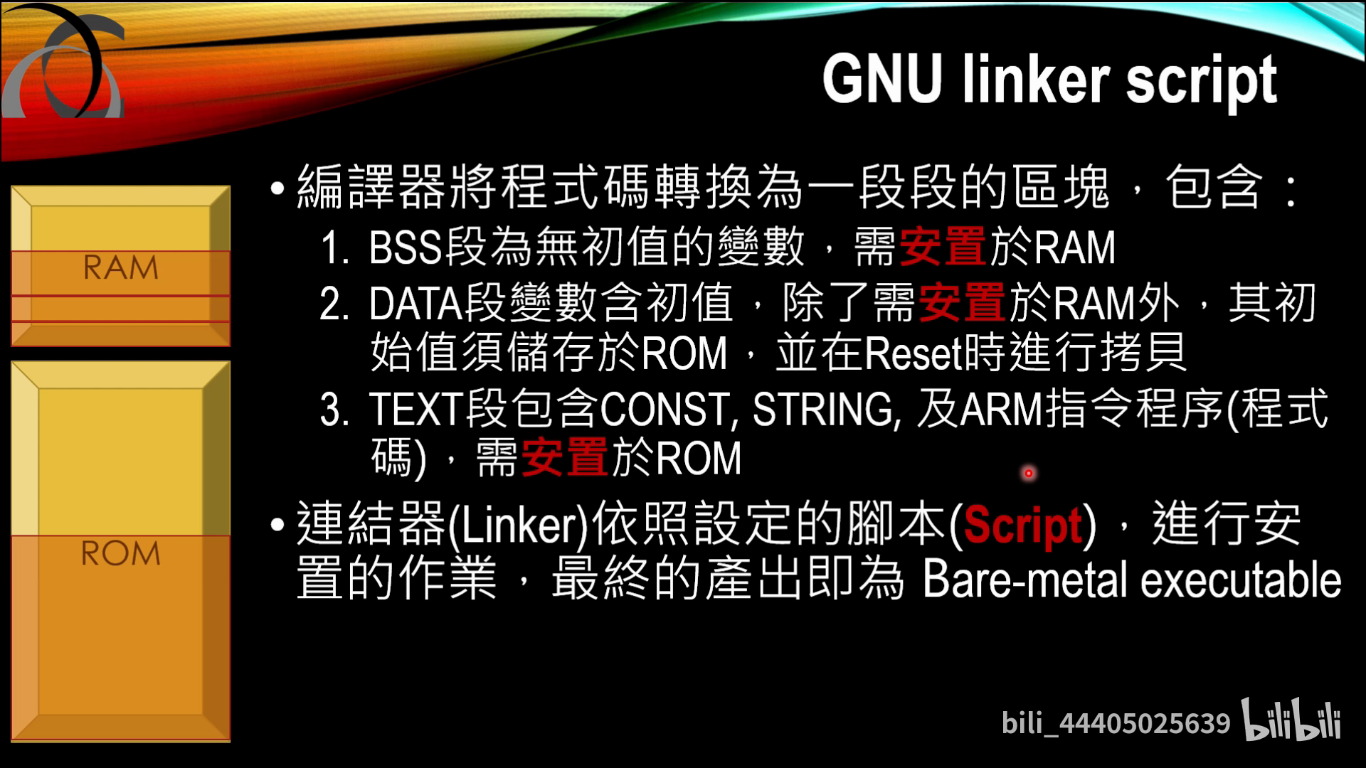 GNU linker script
• 編譯器將程式碼轉換為一段段的區塊，包含：
1. BSS段為無初值的變數，需安置於RAM
2. DATA段變數含初值，除了需安置於RAM外，其初
始值須儲存於ROM，並在Reset時進行拷貝
3. TEXT段包含CONST, STRING, 及ARM指令程序(程式
碼)，需安置於ROM
• 連結器(Linker)依照設定的腳本(Script)，進行安
置的作業，最終的產出即為 Bare-metal executable
RAM
ROM
bili_44405025639 bilibili